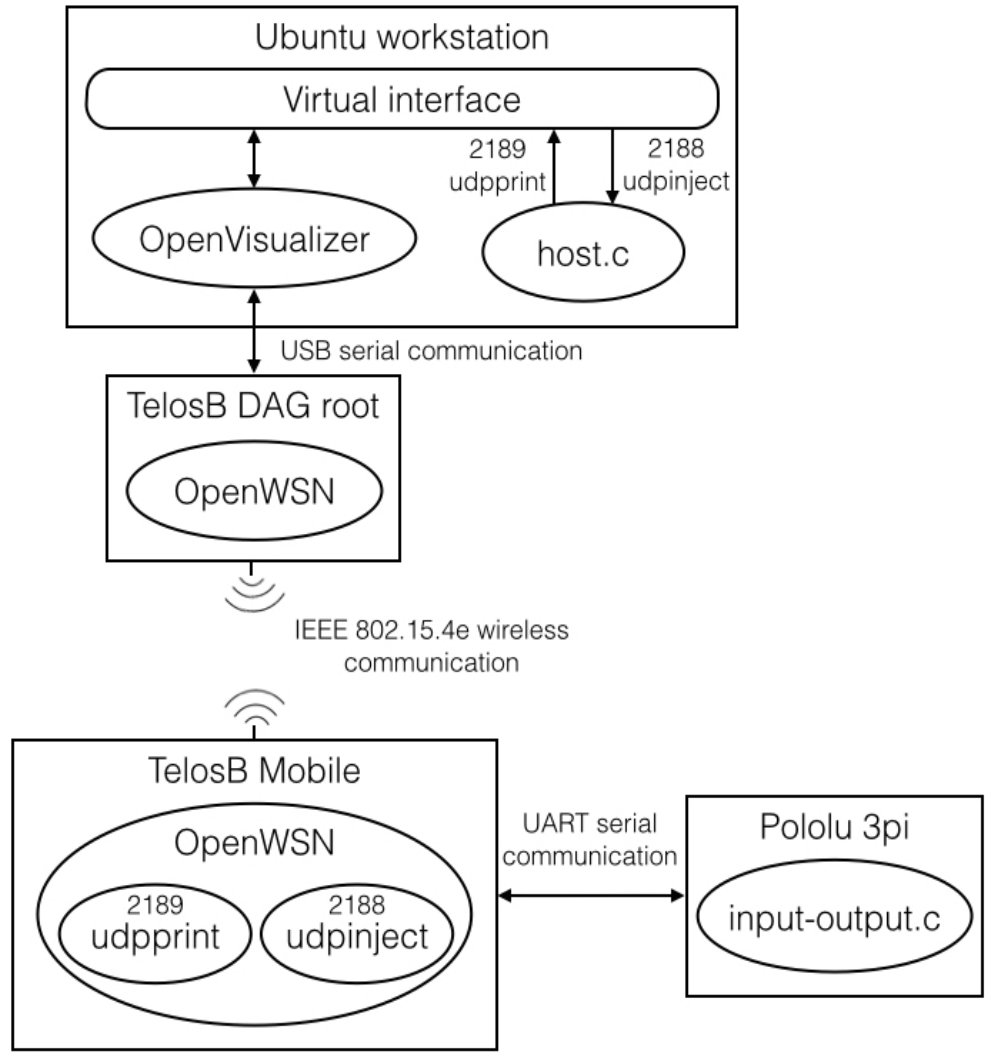 Ubuntu workstation
Virtual interface
2189
udpprint
2188
udpinject
OpenVisualizer
host.c
USB serial communication
TelosB DAG root
OpenWSN
IEEE 802.15.4e wireless
communication
TelosB Mobile
OpenWSN
2189
udpprint
2188
udpinject
UART serial
communication
Pololu 3pi
input-output.c